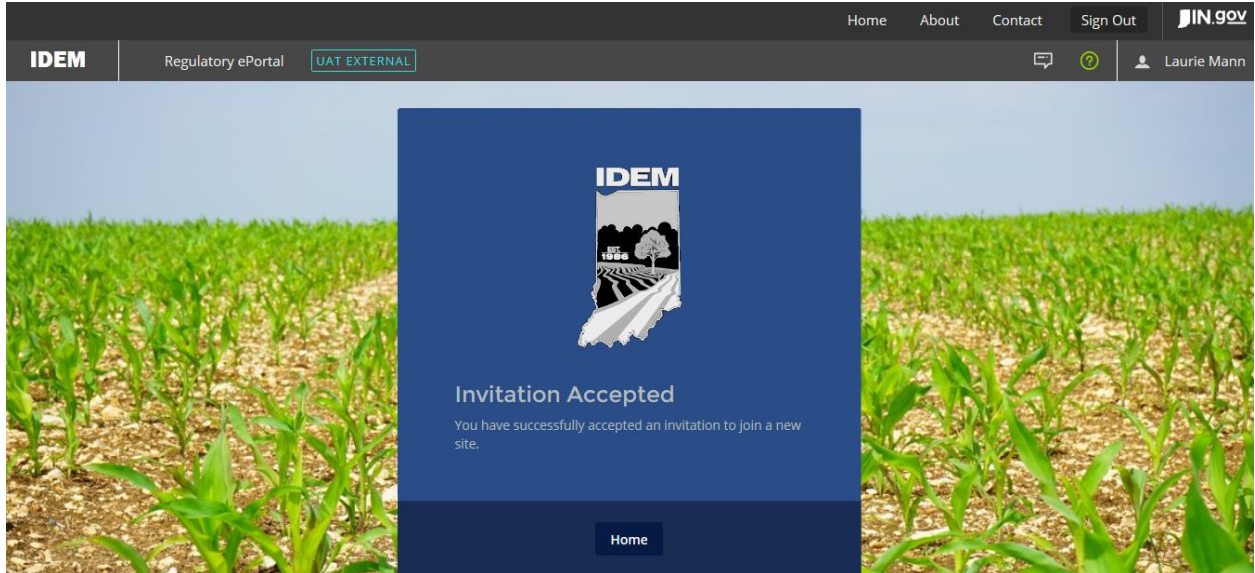 Home About Contact Sign Out IN.gov
IDEM Regulatory ePortal UAT EXTERNAL ? Laurie Mann
IDEM
EST.
1986
Invitation Accepted
You have successfully accepted an invitation to join a new
site.
Home